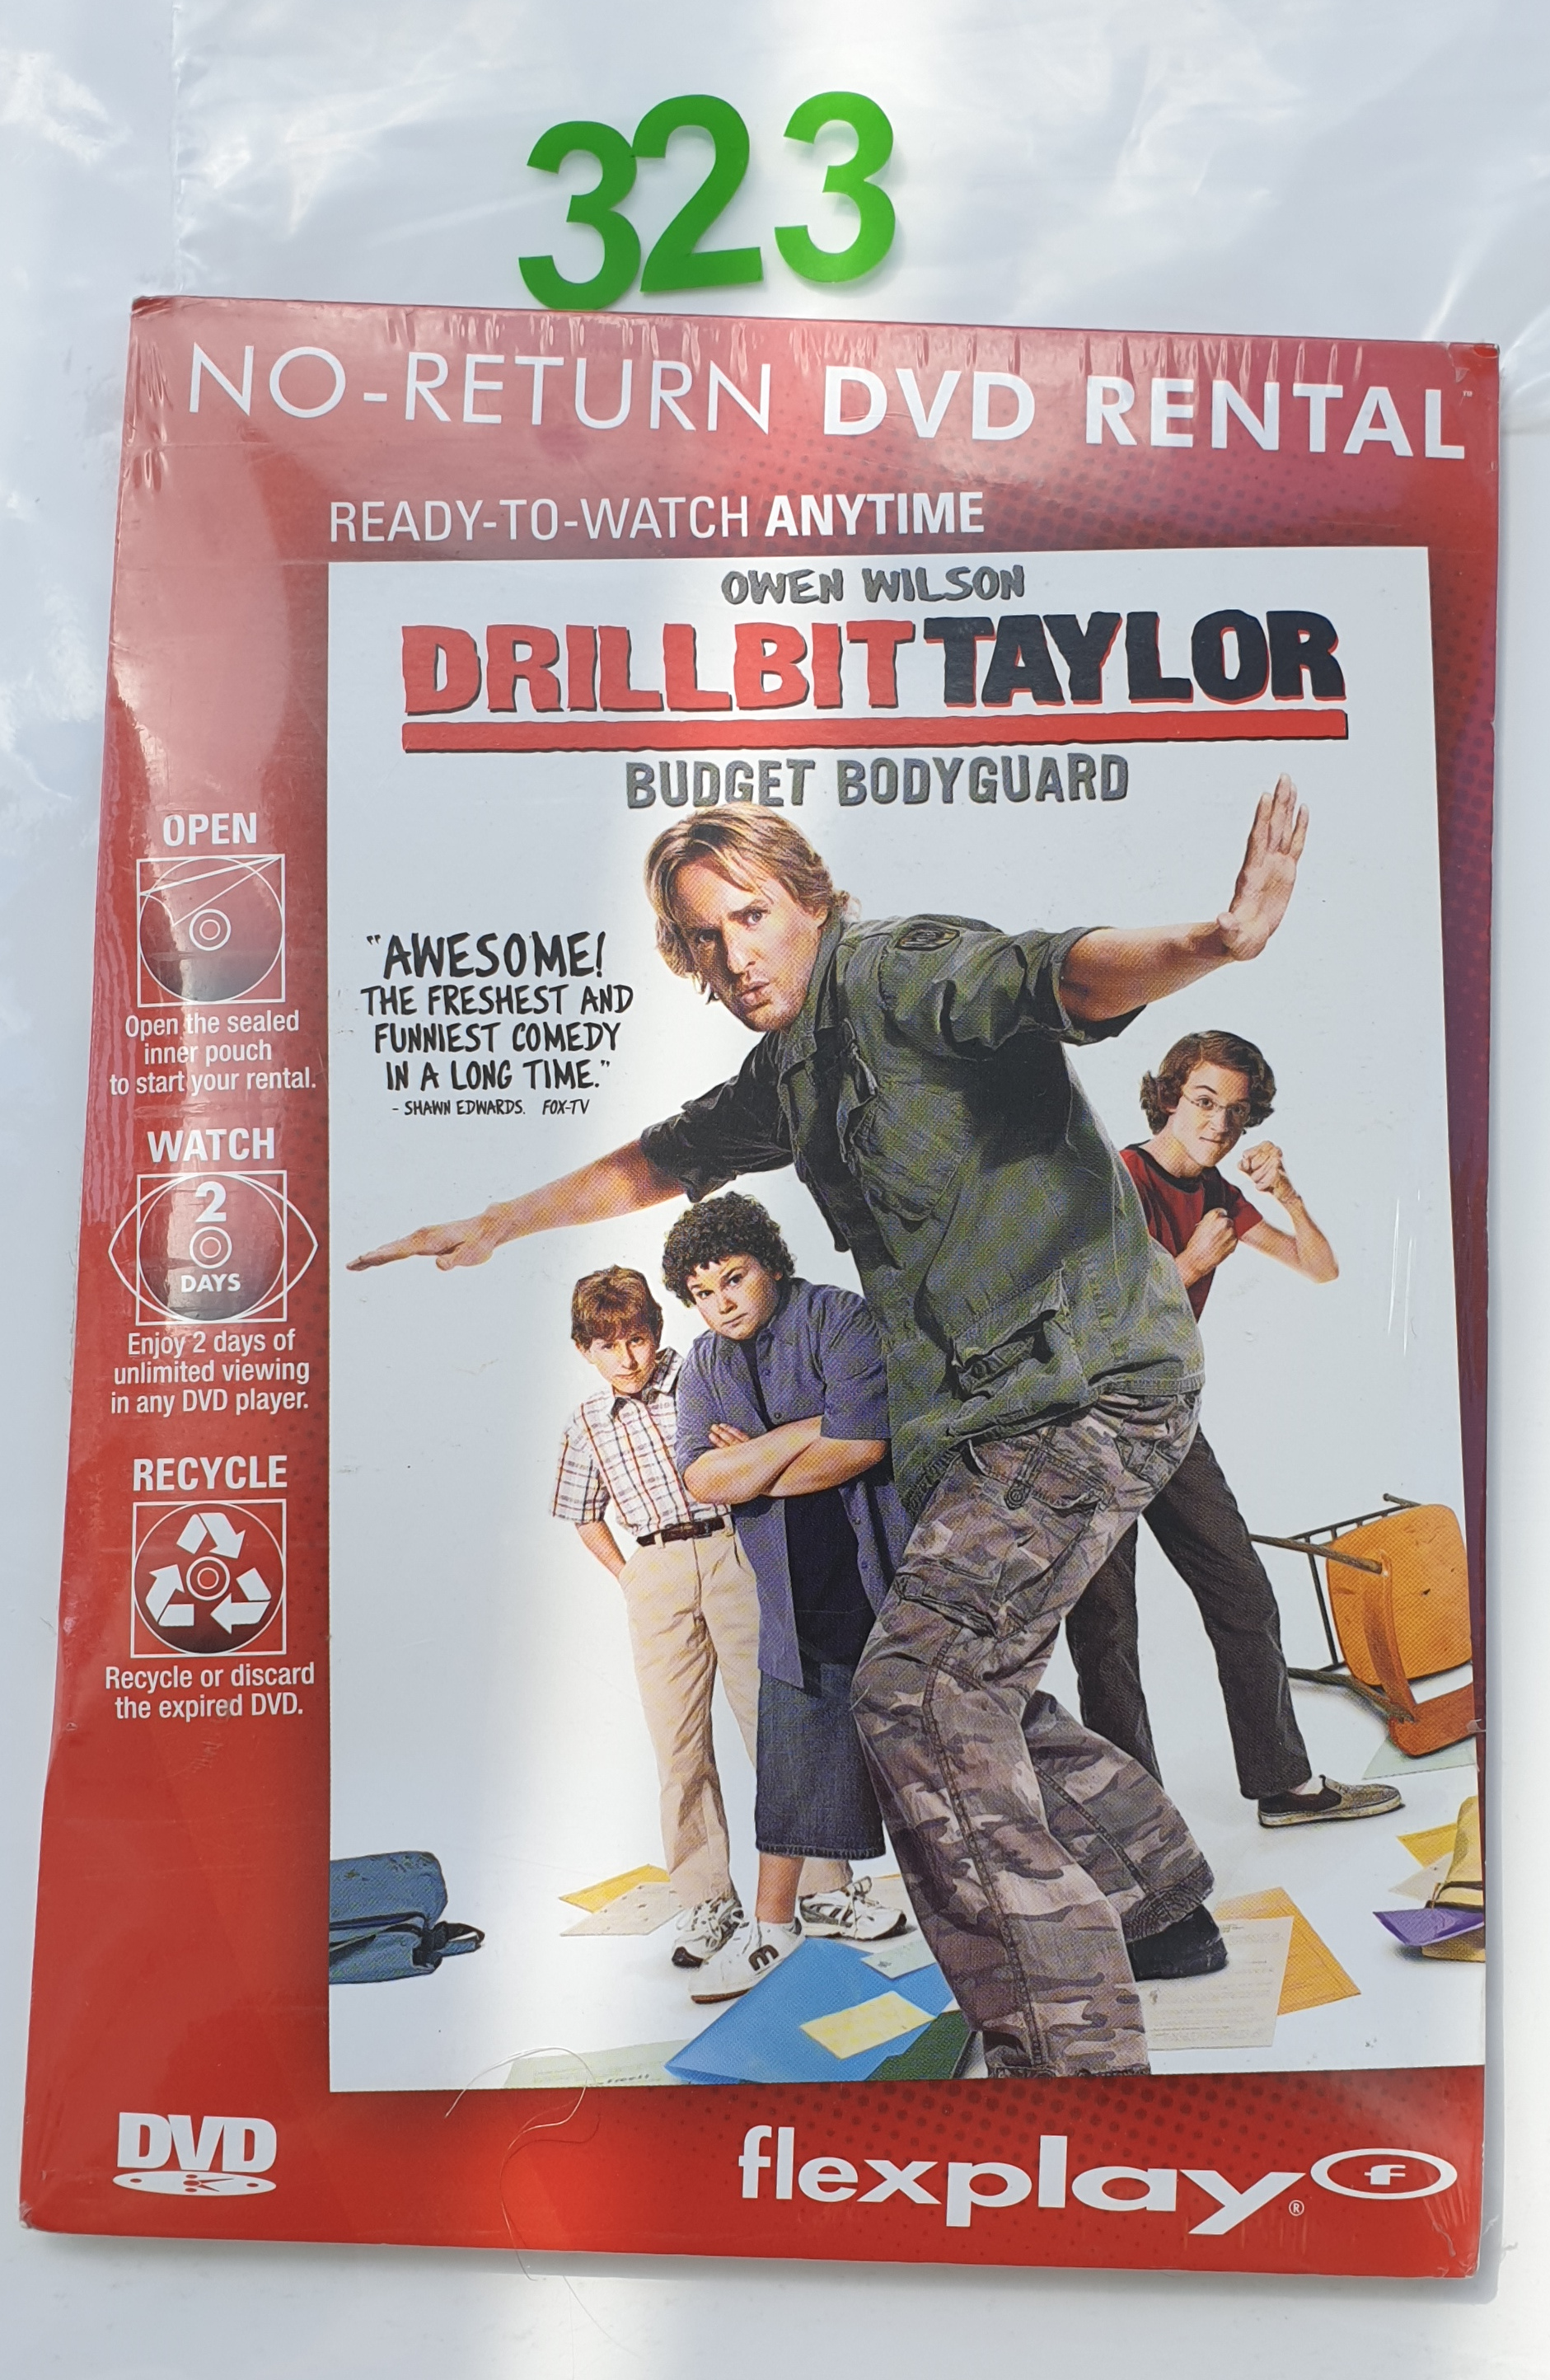 323
NO-RETURN DVD RENTAL™
READY-TO-WATCH ANYTIME
OWEN WILSON
DRILLBIT TAYLOR
BUDGET BODYGUARD
"AWESOME!
THE FRESHEST AND
FUNNIEST COMEDY
IN A LONG TIME."
- SHAWN EDWARDS, FOX-TV
OPEN
Open the sealed
inner pouch
to start your rental.
WATCH
2
DAYS
Enjoy 2 days of
unlimited viewing
in any DVD player.
RECYCLE
Recycle or discard
the expired DVD.
DVD
flexplay® f